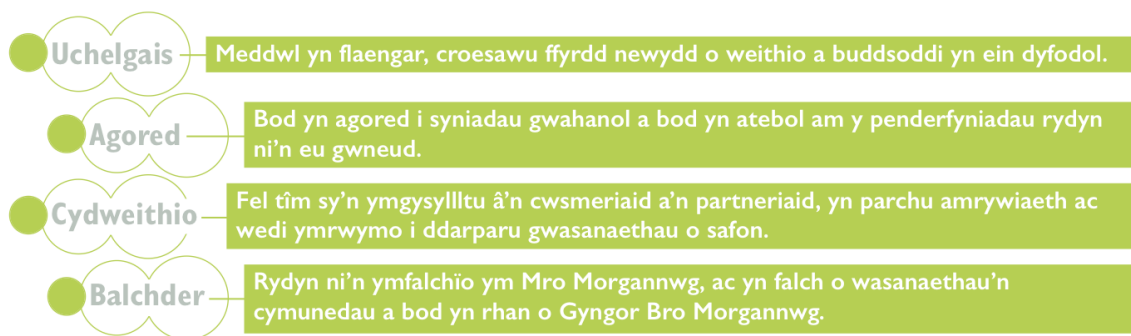 Uchelgais
Meddwl yn flaengar, croesawu ffyrdd newydd o weithio a buddsoddi yn ein dyfodol.
Agored
Bod yn agored i syniadau gwahanol a bod yn atebol am y penderfyniadau rydyn
ni’n eu gwneud.
Cydweithio
Fel tîm sy’n ymgysyllltu â’n cwsmeriaid a’n partneriaid, yn parchu amrywiaeth ac
wedi ymrwymo i ddarparu gwasanaethau o safon.
Balchder
Rydyn ni’n ymfalchïo ym Mro Morgannwg, ac yn falch o wasanaethau’n
cymunedau a bod yn rhan o Gyngor Bro Morgannwg.